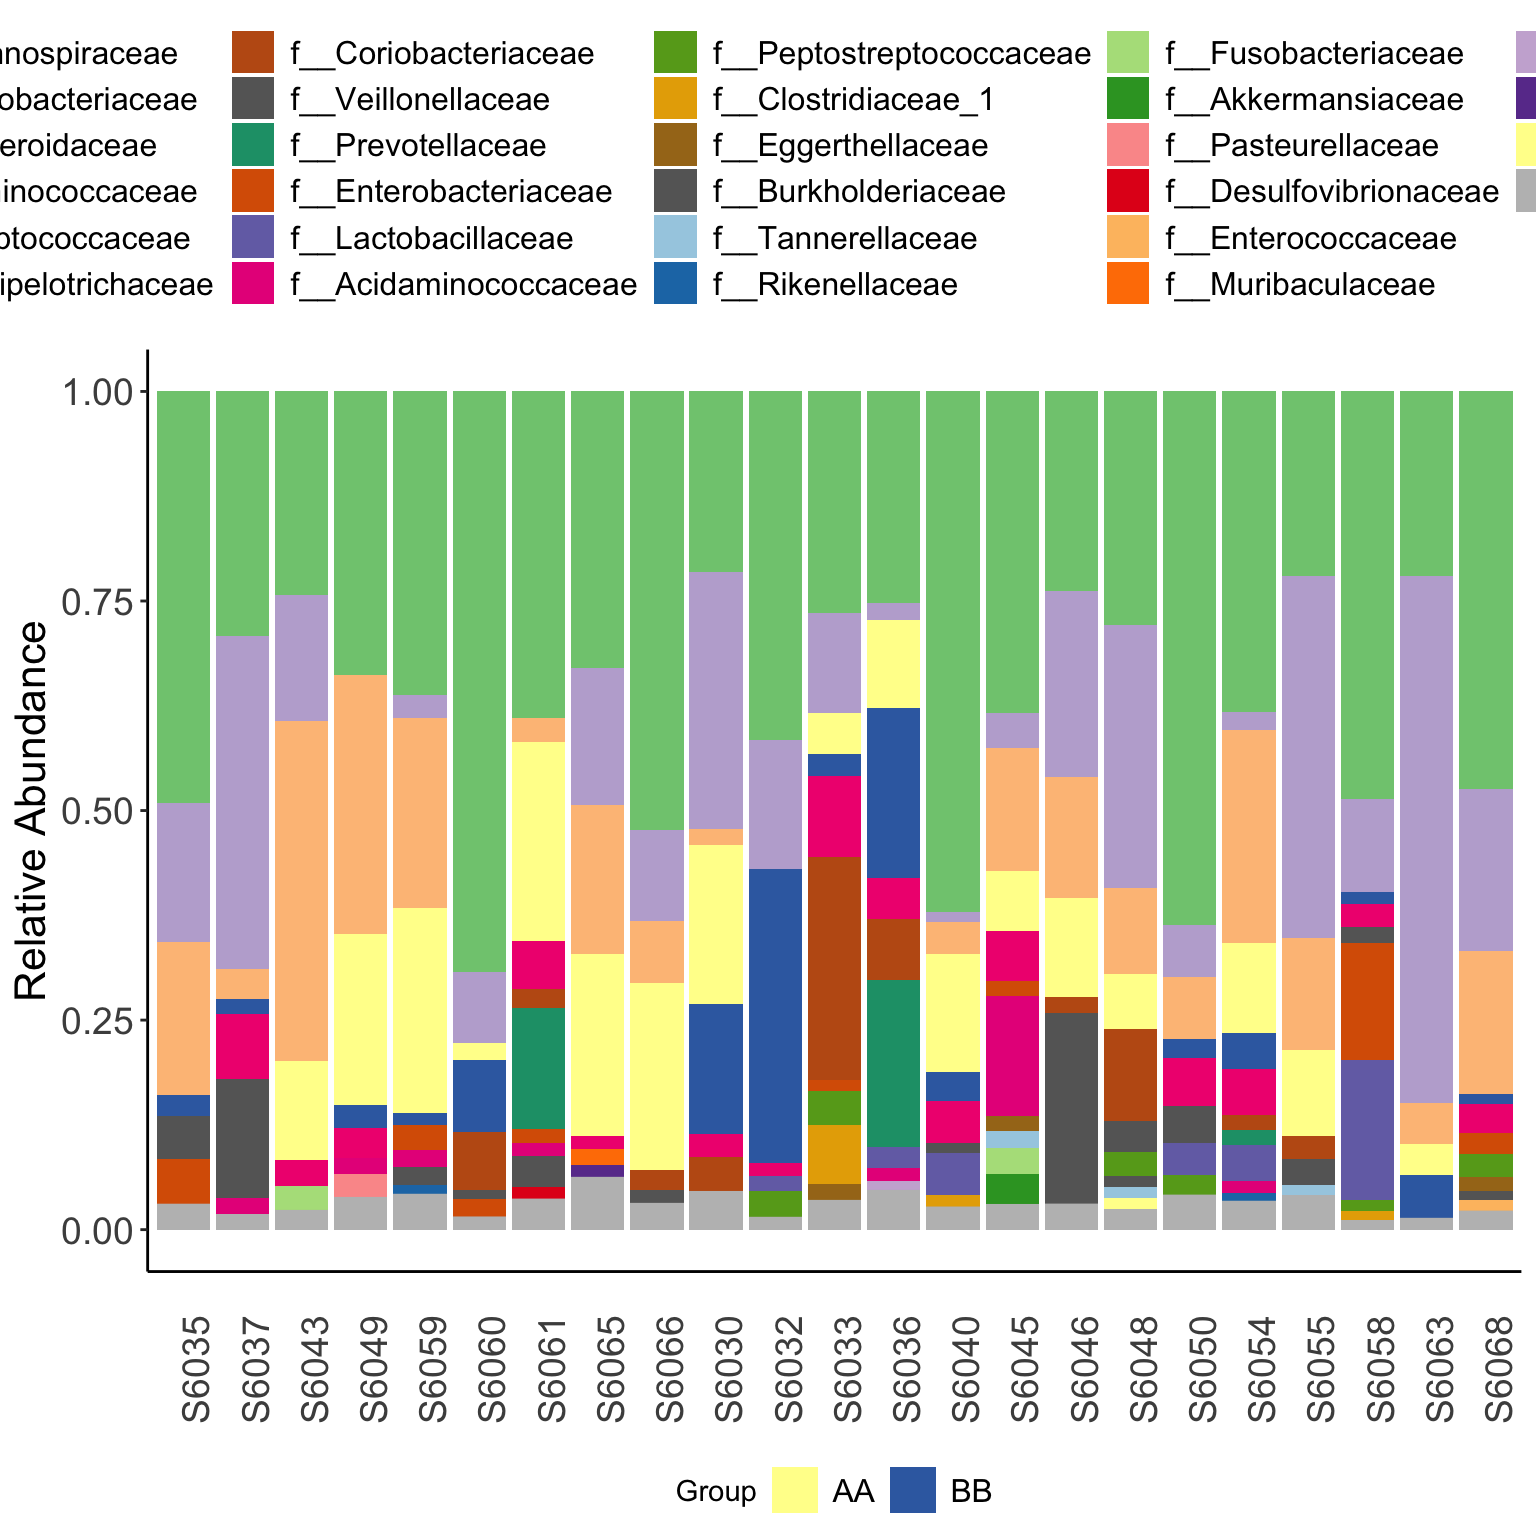 nospiraceae f__Coriobacteriaceae f__Peptostreptococcaceae f__Fusobacteriaceae
obacteriaceae f__Veillonellaceae f__Clostridiaceae_1 f__Akkermansiaceae
eroidaceae f__Prevotellaceae f__Eggerthellaceae f__Pasteurellaceae
inococcaceae f__Enterobacteriaceae f__Burkholderiaceae f__Desulfovibrionaceae
ptococcaceae f__Lactobacillaceae f__Tannerellaceae f__Enterococcaceae
ipelotrichaceae f__Acidaminococcaceae f__Rikenellaceae f__Muribaculaceae
Relative Abundance
1.00
0.75
0.50
0.25
0.00
S6035 S6037 S6043 S6049 S6059 S6060 S6061 S6065 S6066 S6030 S6032 S6033 S6036 S6040 S6045 S6046 S6048 S6050 S6054 S6055 S6058 S6063 S6068
Group AA BB